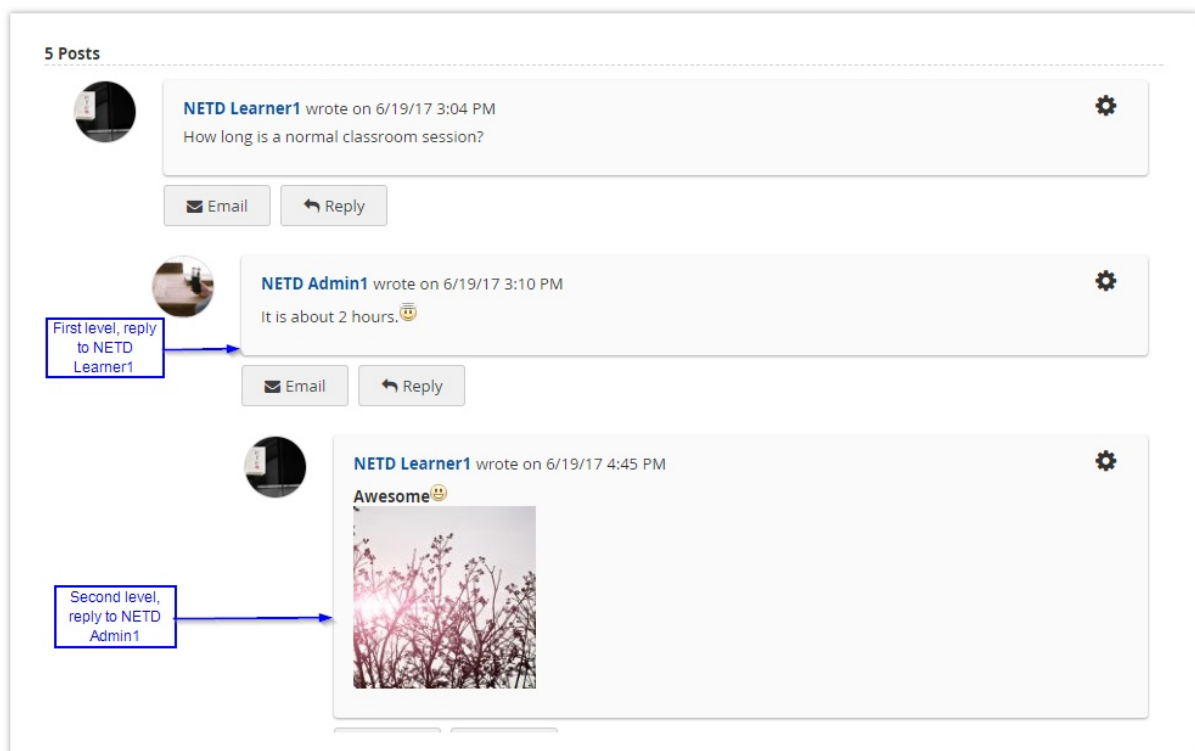 5 Posts
NETD Learner1 wrote on 6/19/17 3:04 PM
How long is a normal classroom session?
Email
Reply
NETD Admin1 wrote on 6/19/17 3:10 PM
It is about 2 hours.
First level, reply
to NETD
Learner1
Email
Reply
NETD Learner1 wrote on 6/19/17 4:45 PM
Awesome
Second level,
reply to NETD
Admin1